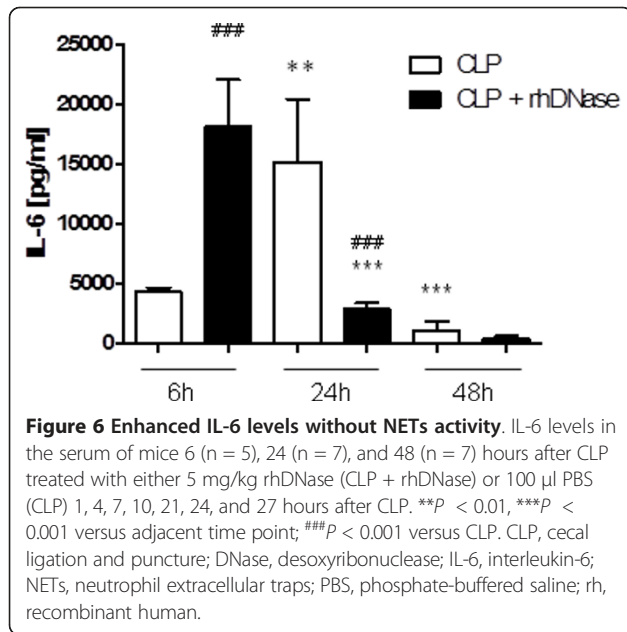 25000
20000
15000
10000
5000
0
IL-6 [pg/ml]
###
**
###
***
***
CLP
CLP + rhDNase
6h
24h
48h
Figure 6 Enhanced IL-6 levels without NETs activity. IL-6 levels in
the serum of mice 6 (n = 5), 24 (n = 7), and 48 (n = 7) hours after CLP
treated with either 5 mg/kg rhDNase (CLP + rhDNase) or 100 μl PBS
(CLP) 1, 4, 7, 10, 21, 24, and 27 hours after CLP. **P < 0.01, ***P <
0.001 versus adjacent time point; ###P < 0.001 versus CLP. CLP, cecal
ligation and puncture; DNase, desoxyribonuclease; IL-6, interleukin-6;
NETs, neutrophil extracellular traps; PBS, phosphate-buffered saline; rh,
recombinant human.